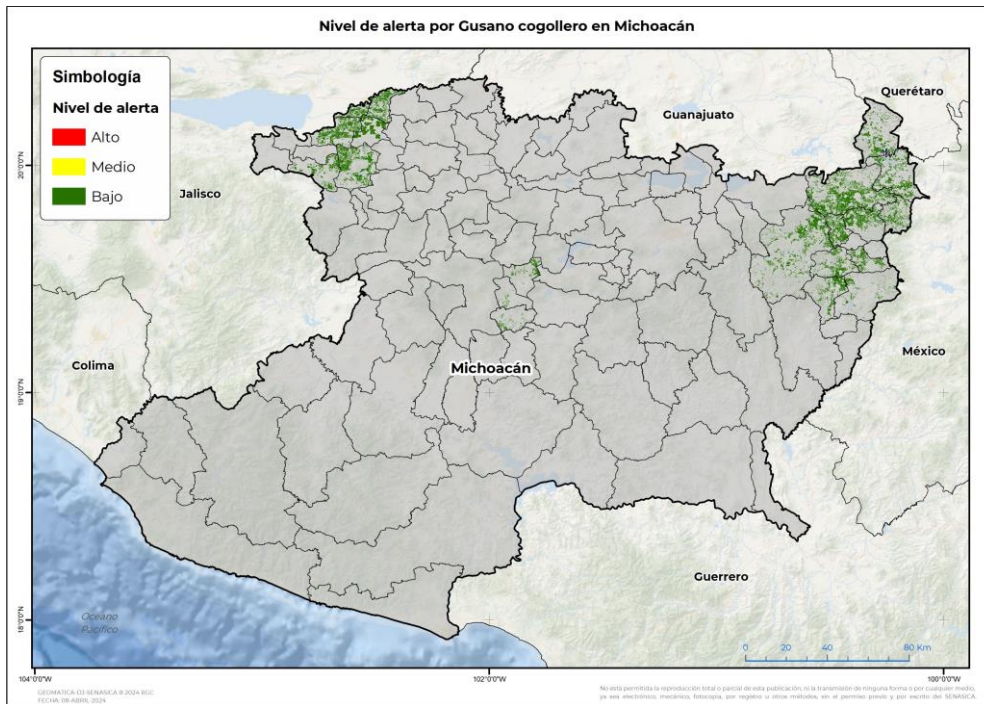 Nivel de alerta por Gusano cogollero en Michoacán
Simbología
Nivel de alerta
Alto
Medio
Bajo
Querétaro
Guanajuato
Jalisco
Colima
Michoacán
México
Guerrero
Oceano
Pacífico
20°0'0"N
19°0'0"N
18°0'0"N
0 20 40 80 Km
104°0'0"W 102°0'0"W 100°0'0"W
GEOMATICA-DJ-SENASICA ® 2024 RGC
FECHA: 08-ABRIL, 2024
No está permitida la reproducción total o parcial de esta publicación, ni la transmisión de ninguna forma o por cualquier medio,
ya sea electrónico, mecánico, fotocopia, por registro u otros métodos, sin el permiso previo y por escrito del SENASICA.